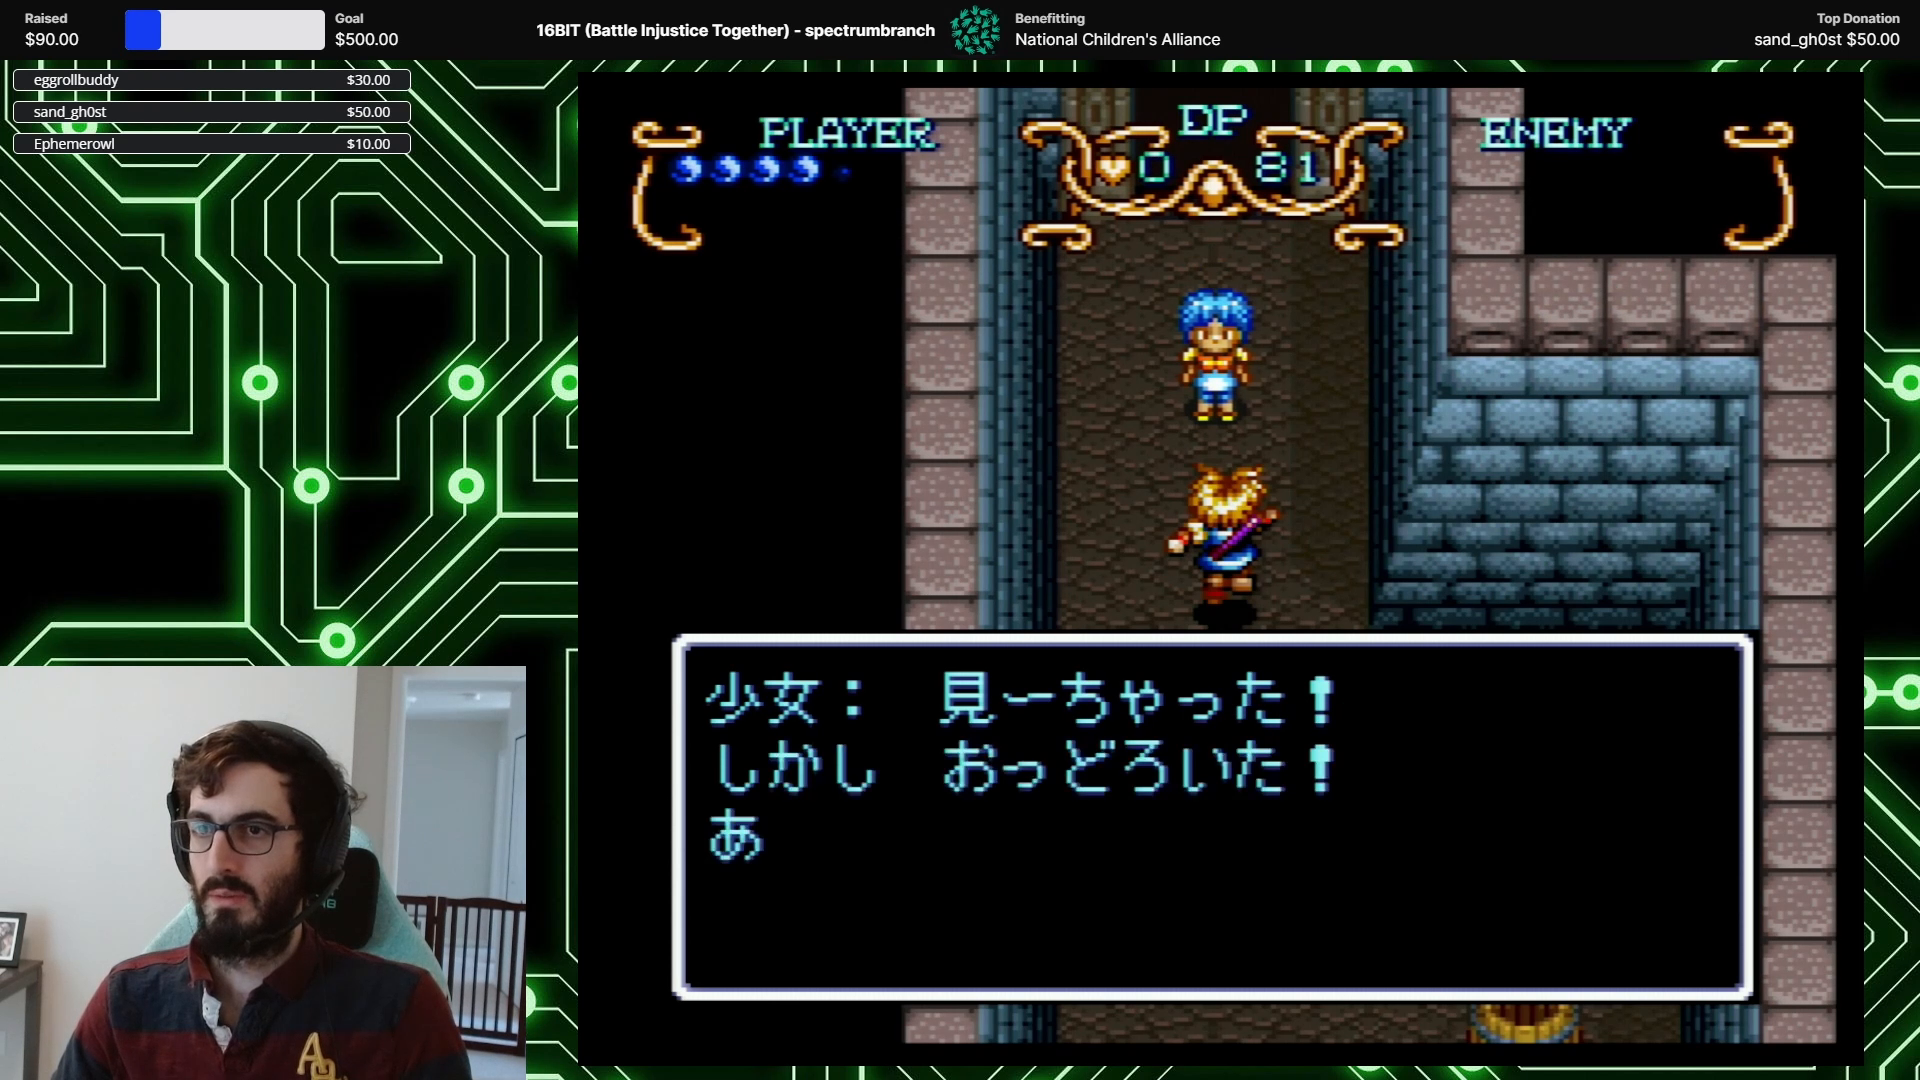 Raised
$90.00
Goal
$500.00
16BIT (Battle Injustice Together) - spectrumbranch
Benefitting
National Children's Alliance
Top Donation
sand_gh0st $50.00
eggrollbuddy $30.00
sand_gh0st $50.00
Ephemerowl $10.00
PLAYER
DP
0 81
ENEMY
少女： 見ーちゃった！
しかし おっどろいた！
あ